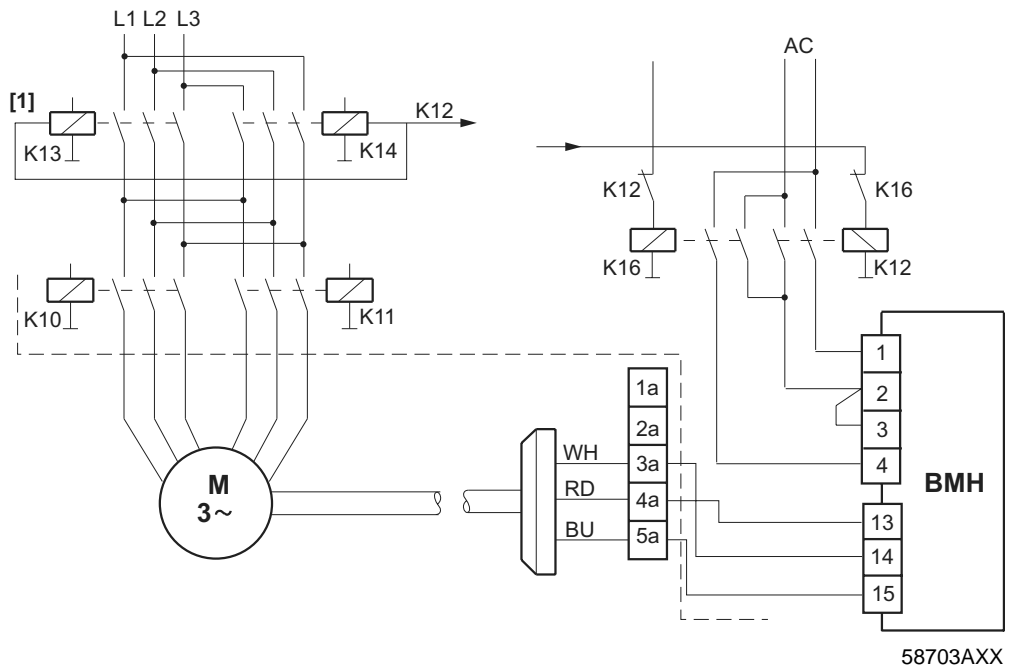 L1 L2 L3
AC
[1]
K12
K13
K14
K12
K16
K16
K12
K10
K11
1
2
3
4
BMH
13
14
15
1a
2a
3a
4a
5a
WH
RD
BU
M
3~
58703AXX